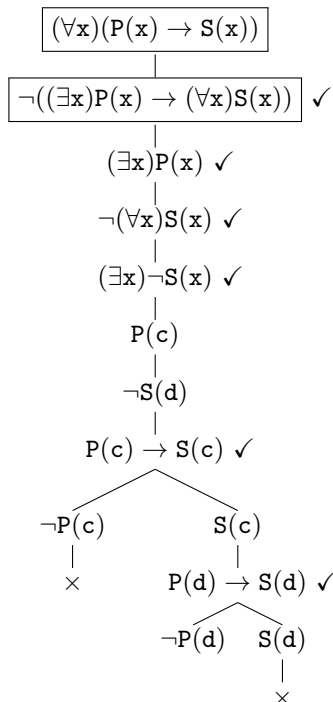 (∀x)(P(x) → S(x))
¬((∃x)P(x) → (∀x)S(x)) ✓
(∃x)P(x) ✓
¬(∀x)S(x) ✓
(∃x)¬S(x) ✓
P(c)
¬S(d)
P(c) → S(c) ✓
¬P(c) S(c)
× P(d) → S(d) ✓
¬P(d) S(d)
×